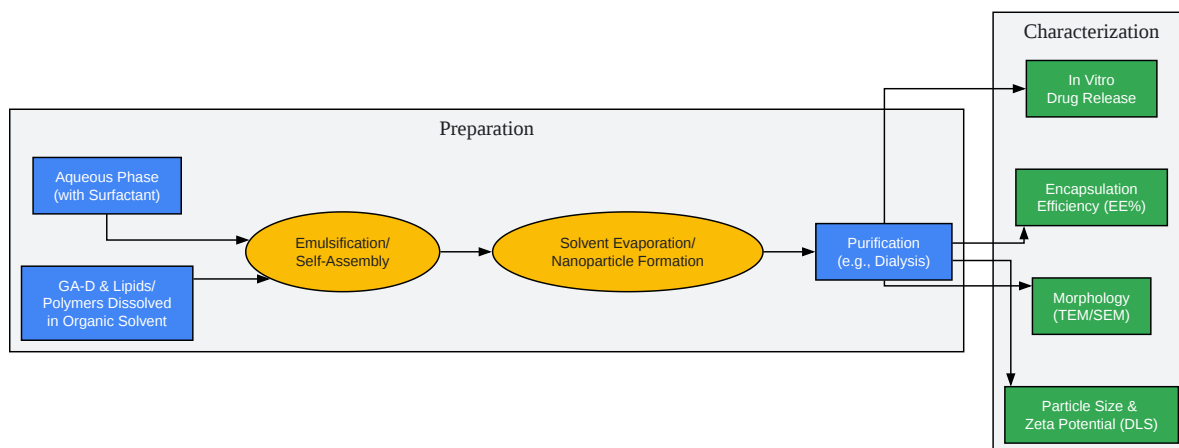 Preparation
Aqueous Phase
(with Surfactant)
GA-D & Lipids/
Polymers Dissolved
in Organic Solvent
Emulsification/
Self-Assembly
Solvent Evaporation/
Nanoparticle Formation
Purification
(e.g., Dialysis)
Characterization
In Vitro
Drug Release
Encapsulation
Efficiency (EE%)
Morphology
(TEM/SEM)
Particle Size &
Zeta Potential (DLS)